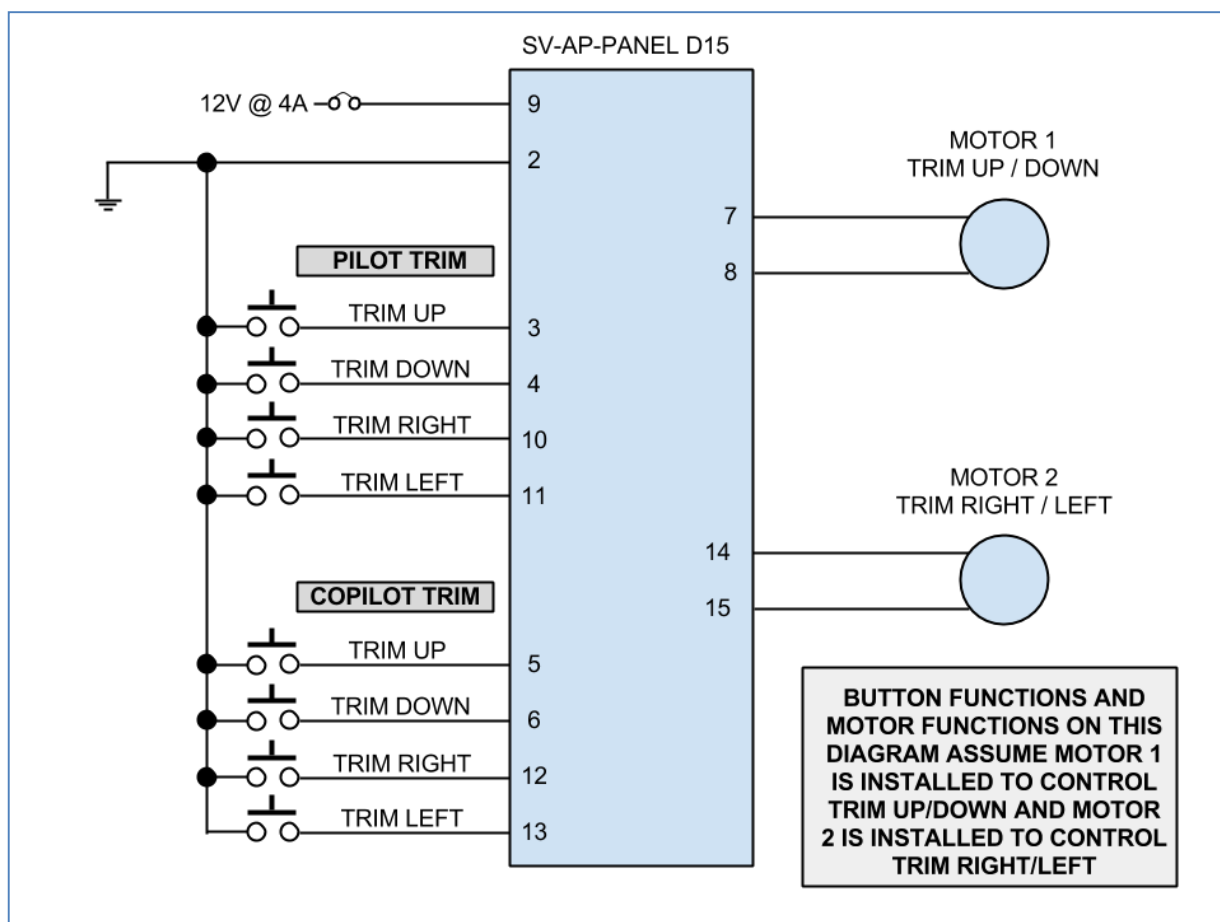 SV-AP-PANEL D15
12V @ 4A
9
2
MOTOR 1
TRIM UP / DOWN
7
8
PILOT TRIM
TRIM UP
3
TRIM DOWN
4
TRIM RIGHT
10
TRIM LEFT
11
MOTOR 2
TRIM RIGHT / LEFT
14
15
COPILOT TRIM
TRIM UP
5
TRIM DOWN
6
TRIM RIGHT
12
TRIM LEFT
13
BUTTON FUNCTIONS AND
MOTOR FUNCTIONS ON THIS
DIAGRAM ASSUME MOTOR 1
IS INSTALLED TO CONTROL
TRIM UP/DOWN AND MOTOR
2 IS INSTALLED TO CONTROL
TRIM RIGHT/LEFT